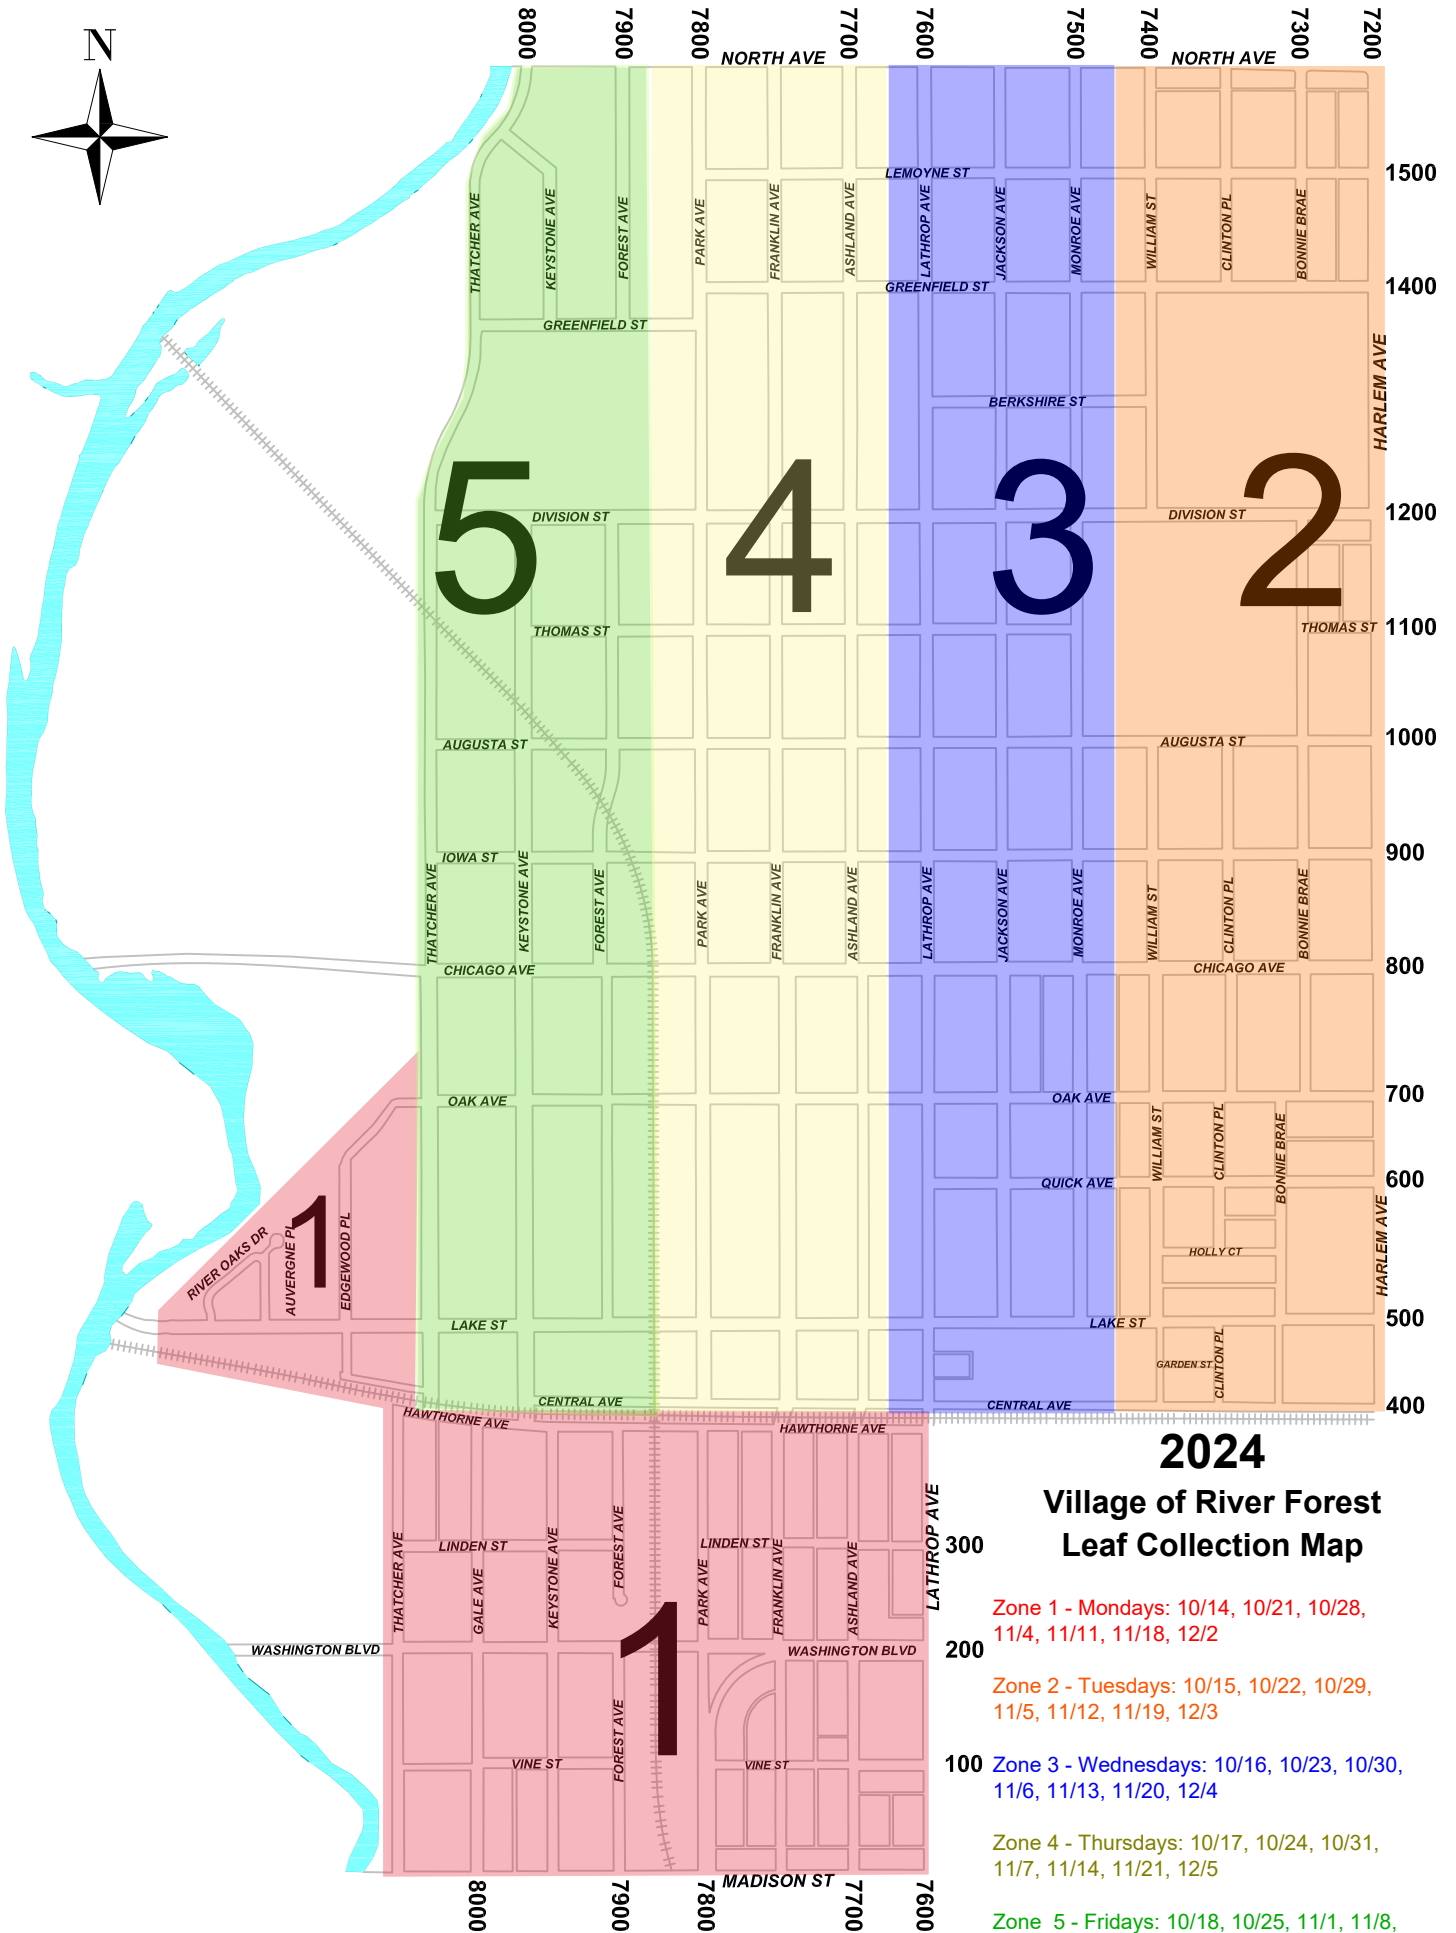 N
8000
7900
7800
7700
7600
7500
7400
7300
7200
NORTH AVE
NORTH AVE
LEMOYNE ST
1500
THATCHER AVE
KEYSTONE AVE
FOREST AVE
PARK AVE
FRANKLIN AVE
ASHLAND AVE
LATHROP AVE
JACKSON AVE
MONROE AVE
WILLIAM ST
CLINTON PL
BONNIE BRAE
GREENFIELD ST
1400
GREENFIELD ST
HARLEM AVE
BERKSHIRE ST
5
4
3
2
DIVISION ST
DIVISION ST
1200
THOMAS ST
THOMAS ST
1100
AUGUSTA ST
AUGUSTA ST
1000
IOWA ST
900
THATCHER AVE
KEYSTONE AVE
FOREST AVE
PARK AVE
FRANKLIN AVE
ASHLAND AVE
LATHROP AVE
JACKSON AVE
MONROE AVE
WILLIAM ST
CLINTON PL
BONNIE BRAE
CHICAGO AVE
CHICAGO AVE
800
OAK AVE
OAK AVE
700
WILLIAM ST
CLINTON PL
BONNIE BRAE
QUICK AVE
600
1
RIVER OAKS DR
AUVERGNE PL
EDGEWOOD PL
HOLLY CT
HARLEM AVE
LAKE ST
LAKE ST
500
GARDEN ST
CLINTON PL
CENTRAL AVE
CENTRAL AVE
400
HAWTHORNE AVE
HAWTHORNE AVE
2024
Village of River Forest
Leaf Collection Map
LATHROP AVE
LINDEN ST
LINDEN ST
300
THATCHER AVE
GALE AVE
KEYSTONE AVE
FOREST AVE
PARK AVE
FRANKLIN AVE
ASHLAND AVE
1
WASHINGTON BLVD
WASHINGTON BLVD
200
FOREST AVE
VINE ST
VINE ST
100
MADISON ST
8000
7900
7800
7700
7600
Zone 1 - Mondays: 10/14, 10/21, 10/28,
11/4, 11/11, 11/18, 12/2
Zone 2 - Tuesdays: 10/15, 10/22, 10/29,
11/5, 11/12, 11/19, 12/3
Zone 3 - Wednesdays: 10/16, 10/23, 10/30,
11/6, 11/13, 11/20, 12/4
Zone 4 - Thursdays: 10/17, 10/24, 10/31,
11/7, 11/14, 11/21, 12/5
Zone 5 - Fridays: 10/18, 10/25, 11/1, 11/8,